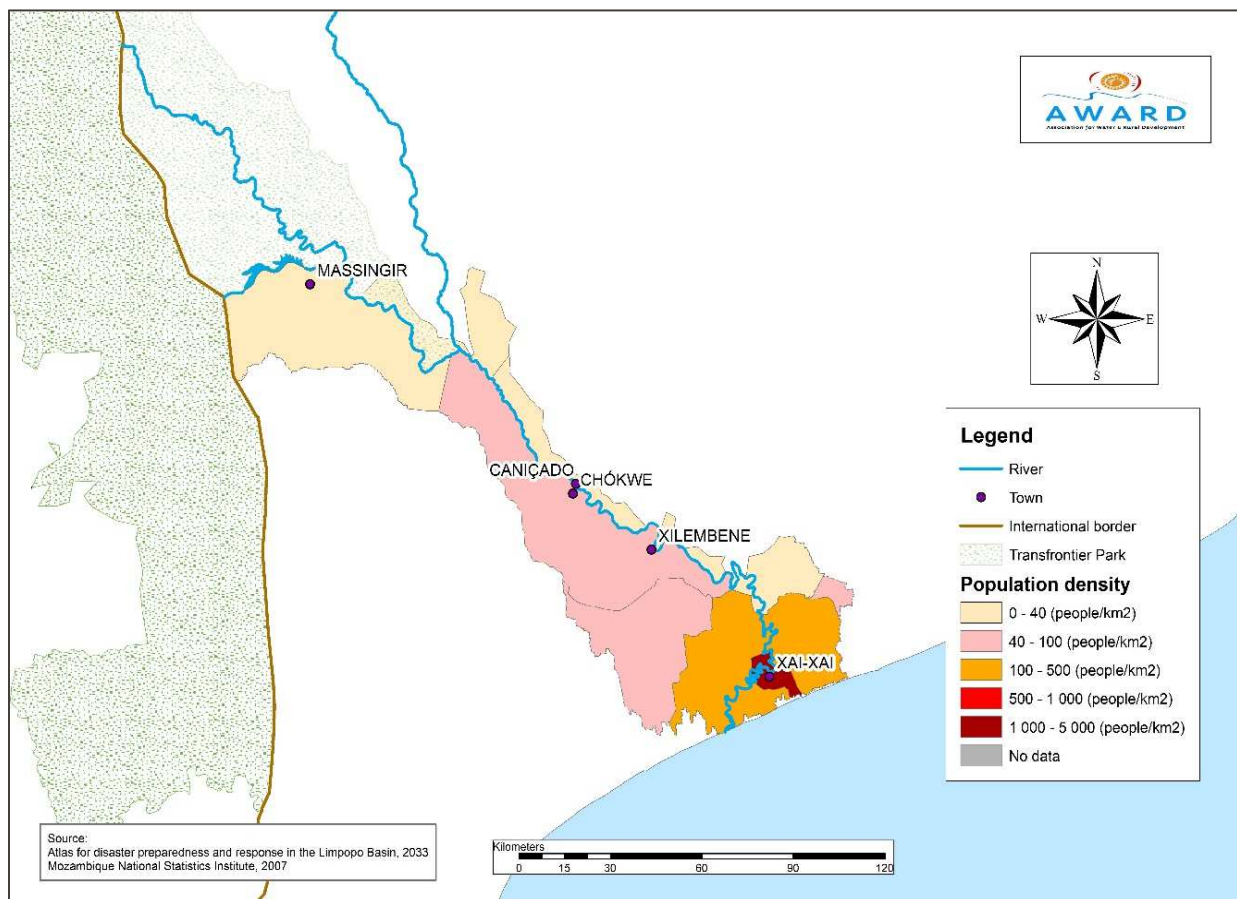 AWARD
Association for Water & Rural Development
MASSINGIR
N
W
E
S
CANIÇADO
CHÓKWE
XILEMBENE
XAI-XAI
Legend
River
Town
International border
Transfrontier Park
Population density
0 - 40 (people/km2)
40 - 100 (people/km2)
100 - 500 (people/km2)
500 - 1 000 (people/km2)
1 000 - 5 000 (people/km2)
No data
Source:
Atlas for disaster preparedness and response in the Limpopo Basin, 2033
Mozambique National Statistics Institute, 2007
Kilometers
0 15 30 60 90 120